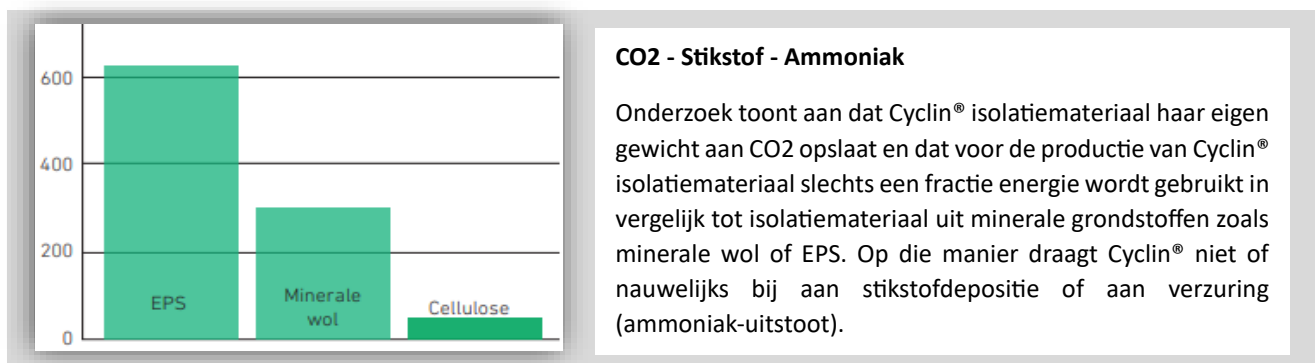 600
400
200
0
EPS
Minerale
wol
Cellulose
CO2 - Stikstof - Ammoniak
Onderzoek toont aan dat Cyclin® isolatiemateriaal haar eigen
gewicht aan CO2 opslaat en dat voor de productie van Cyclin®
isolatiemateriaal slechts een fractie energie wordt gebruikt in
vergelijk tot isolatiemateriaal uit minerale grondstoffen zoals
minerale wol of EPS. Op die manier draagt Cyclin® niet of
nauwelijks bij aan stikstofdepositie of aan verzuring
(ammoniak-uitstoot).